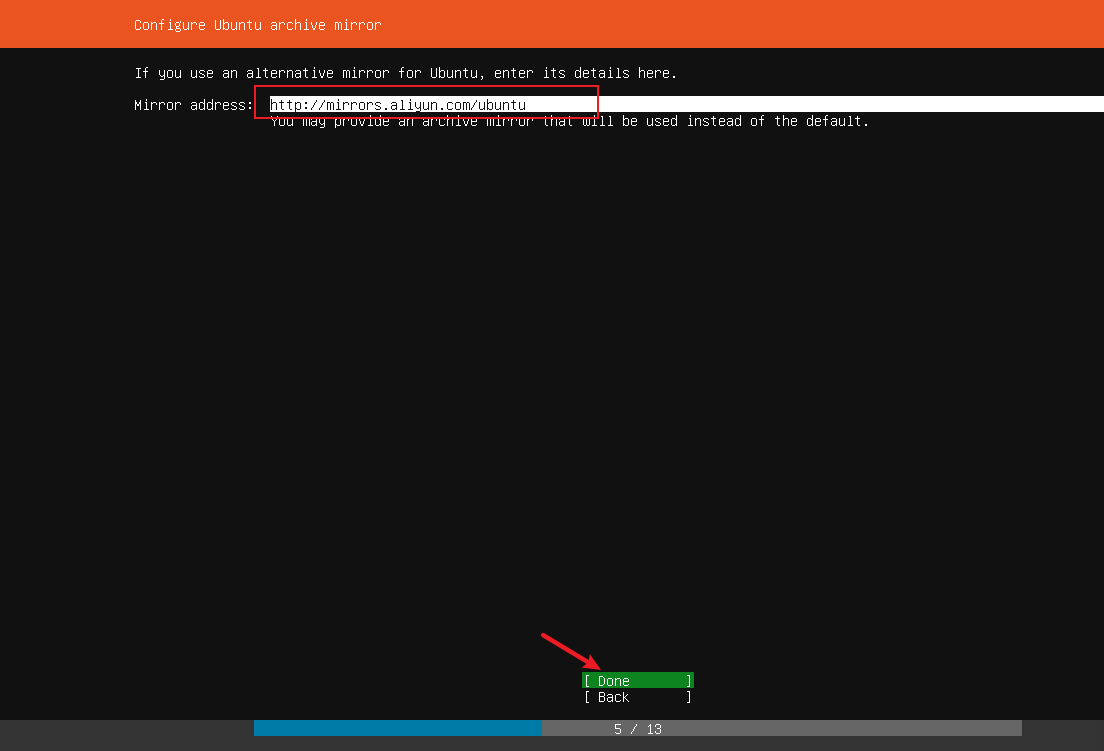 Configure Ubuntu archive mirror
If you use an alternative mirror for Ubuntu, enter its details here.
Mirror address: http://mirrors.aliyun.com/ubuntu
You may provide an archive mirror that will be used instead of the default.
[ Done ]
[ Back ]
5 / 13